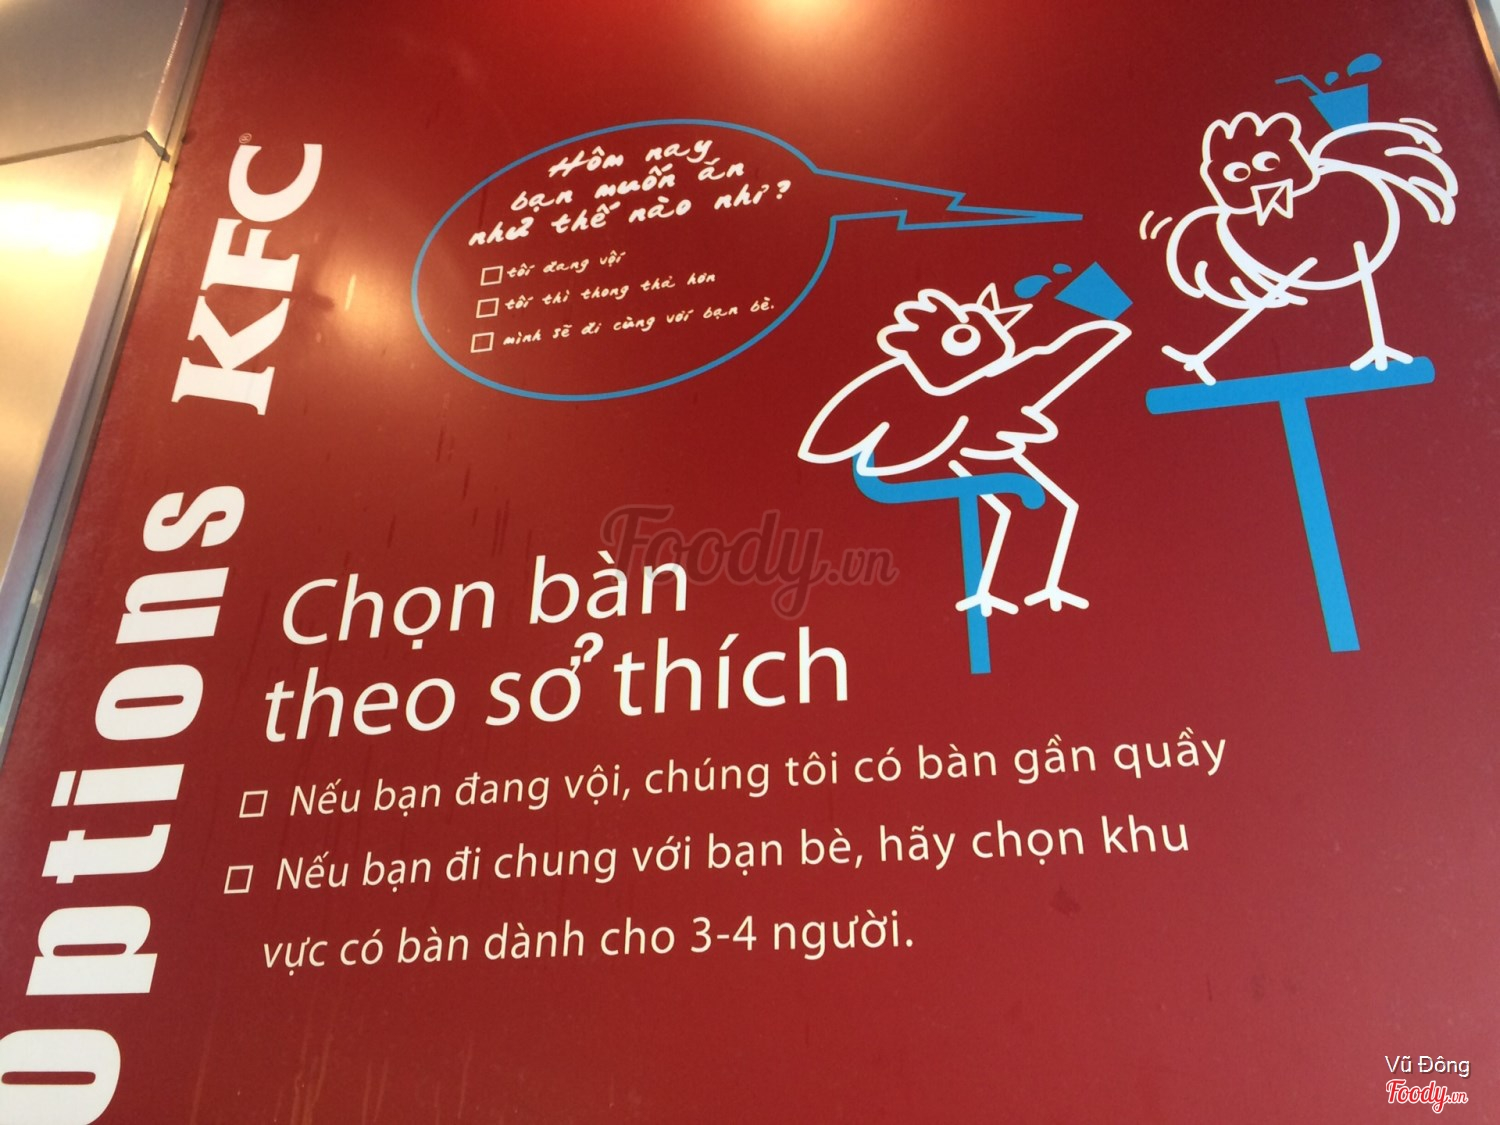 KFC®
options
Hôm nay
bạn muốn ăn
như thế nào nhỉ?
tôi đang vội
tôi thì thong thả hơn
mình sẽ đi cùng với bạn bè.
Foody.vn
Chọn bàn
theo sở thích
Nếu bạn đang vội, chúng tôi có bàn gần quầy
Nếu bạn đi chung với bạn bè, hãy chọn khu
vực có bàn dành cho 3-4 người.
Vũ Đông
Foody.vn